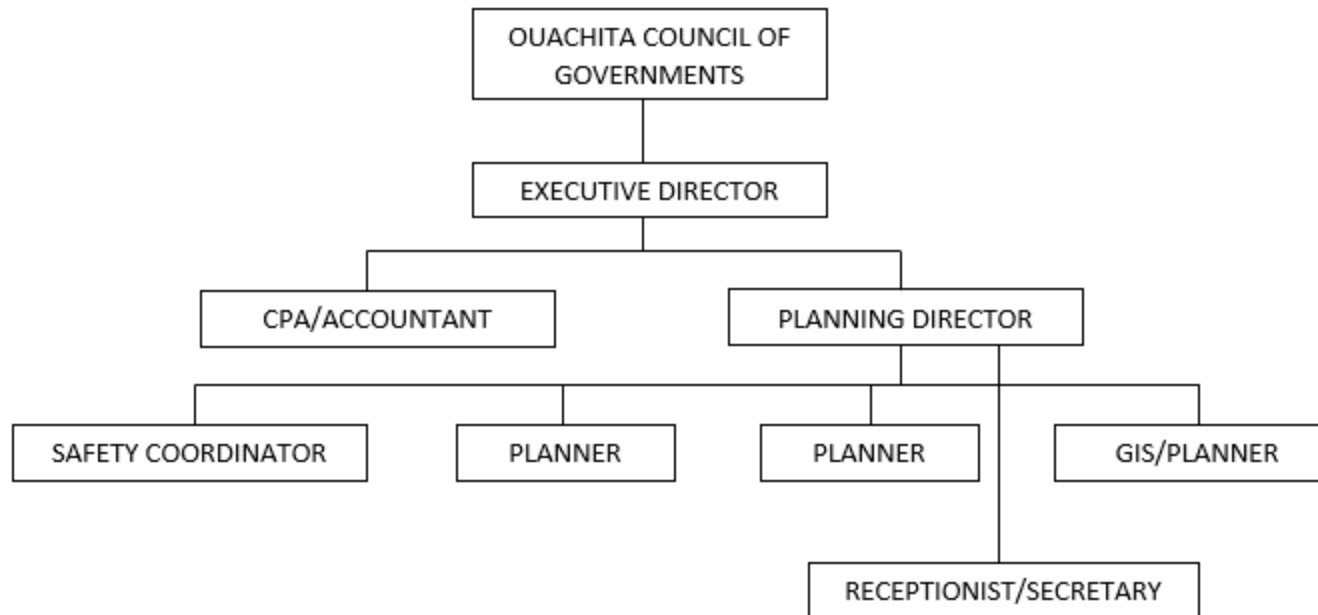 OUACHITA COUNCIL OF
GOVERNMENTS
EXECUTIVE DIRECTOR
CPA/ACCOUNTANT
PLANNING DIRECTOR
SAFETY COORDINATOR
PLANNER
PLANNER
GIS/PLANNER
RECEPTIONIST/SECRETARY